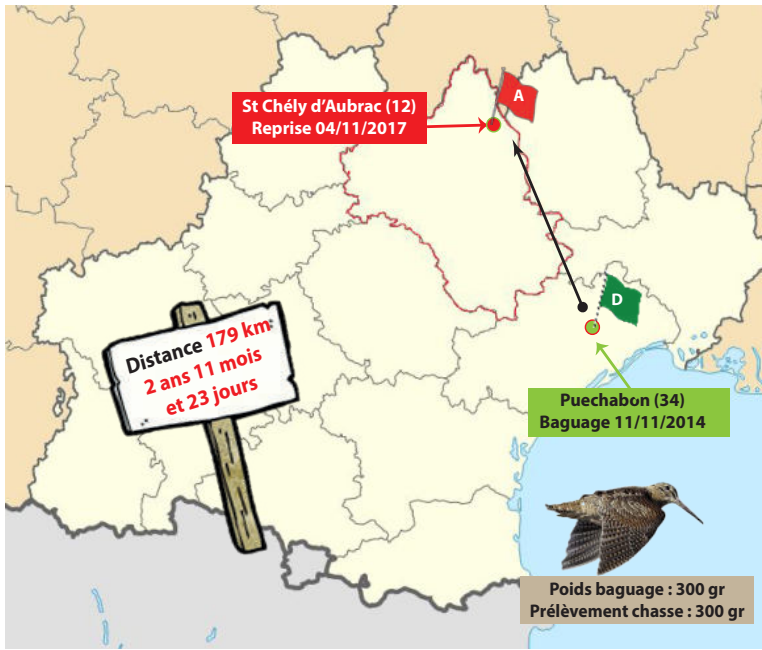 A
St Chély d'Aubrac (12)
Reprise 04/11/2017
D
Distance 179 km
2 ans 11 mois
et 23 jours
Puechabon (34)
Baguage 11/11/2014
Poids baguage : 300 gr
Prélèvement chasse : 300 gr